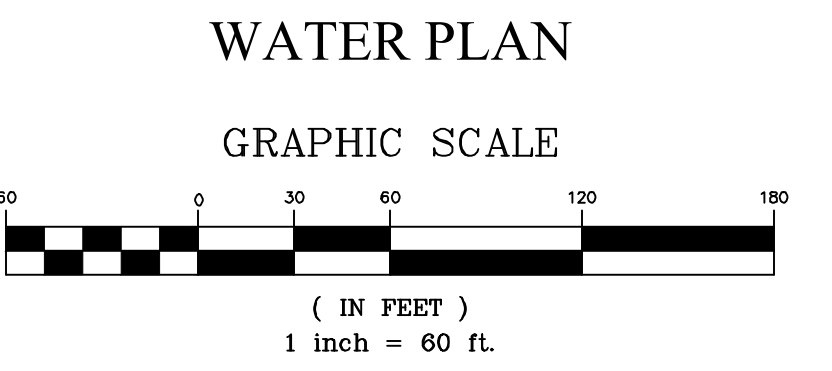 WATER PLAN
GRAPHIC SCALE
0 30 60 120 180
( IN FEET )
1 inch = 60 ft.